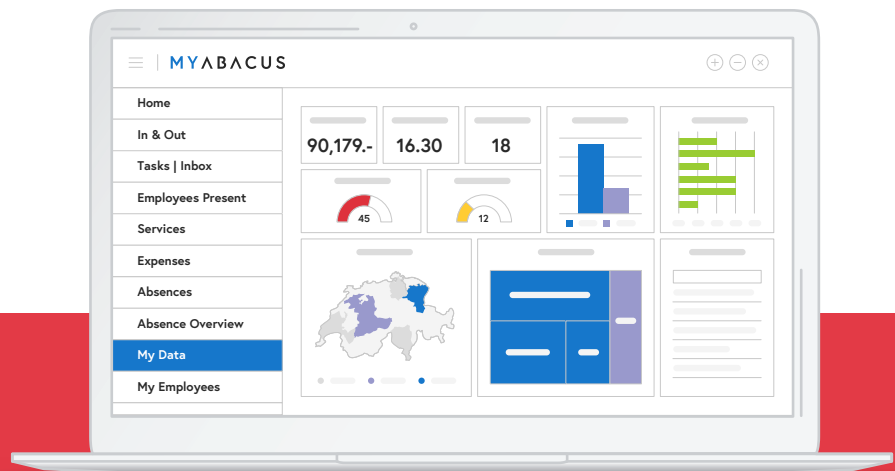 MYABACUS
Home
In & Out
Tasks | Inbox
Employees Present
Services
Expenses
Absences
Absence Overview
My Data
My Employees
90,179.-
16.30
18
45
12